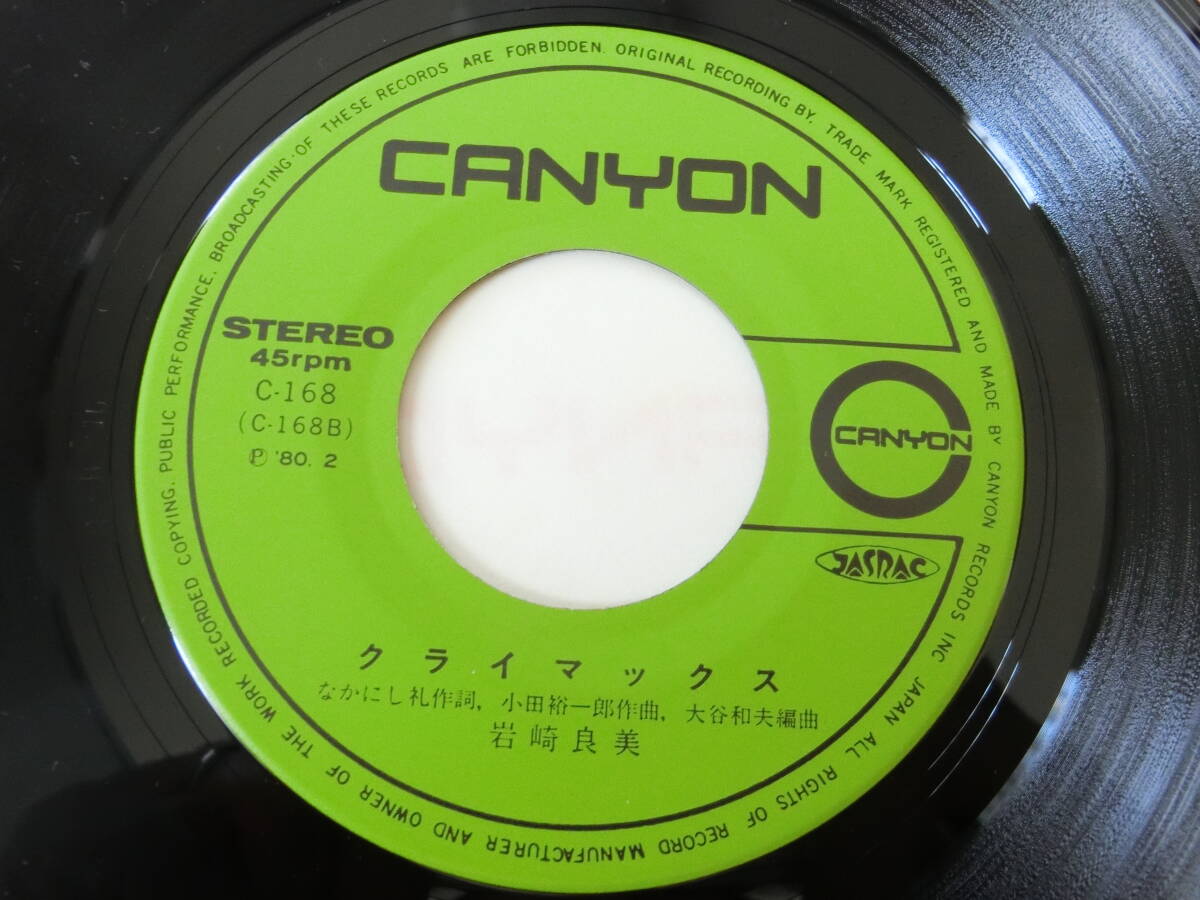 CANYON
STEREO
45rpm
C-168
(C-168B)
Ⓟ '80. 2
CANYON
JASRAC
クライマックス
なかにし礼作詞, 小田裕一郎作曲, 大谷和夫編曲
岩崎良美
ORIGINAL RECORDING BY, TRADE MARK REGISTERED AND MADE BY CANYON RECORDS INC JAPAN ALL RIGHTS OF RECORD MANUFACTURER AND OWNER OF THE WORK RECORDED COPYING. PUBLIC PERFORMANCE. BROADCASTING·OF THESE RECORDS ARE FORBIDDEN.